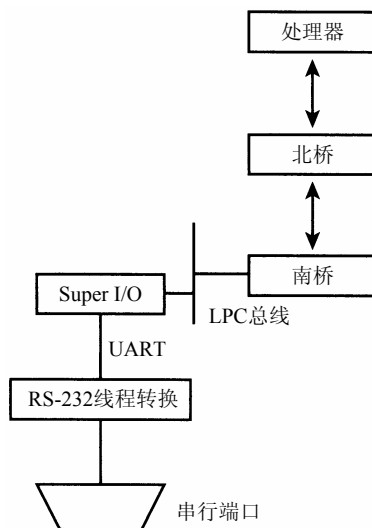 处理器
北桥
南桥
Super I/O
LPC总线
UART
RS-232线程转换
串行端口